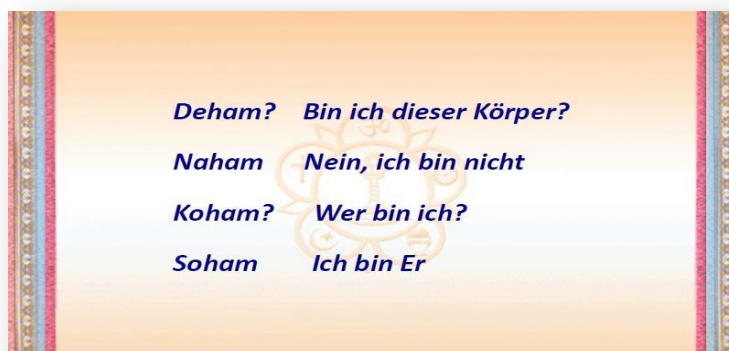 Deham? Bin ich dieser Körper?
Naham Nein, ich bin nicht
Koham? Wer bin ich?
Soham Ich bin Er